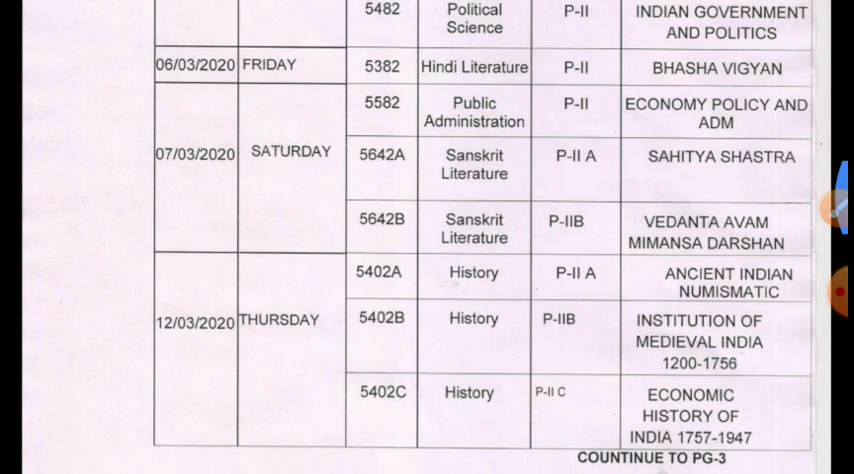 5482 Political Science P-II INDIAN GOVERNMENT AND POLITICS
06/03/2020 FRIDAY 5382 Hindi Literature P-II BHASHA VIGYAN
07/03/2020 SATURDAY 5582 Public Administration P-II ECONOMY POLICY AND ADM
5642A Sanskrit Literature P-II A SAHITYA SHASTRA
5642B Sanskrit Literature P-IIB VEDANTA AVAM MIMANSA DARSHAN
12/03/2020 THURSDAY 5402A History P-II A ANCIENT INDIAN NUMISMATIC
5402B History P-IIB INSTITUTION OF MEDIEVAL INDIA 1200-1756
5402C History P-II C ECONOMIC HISTORY OF INDIA 1757-1947
COUNTINUE TO PG-3